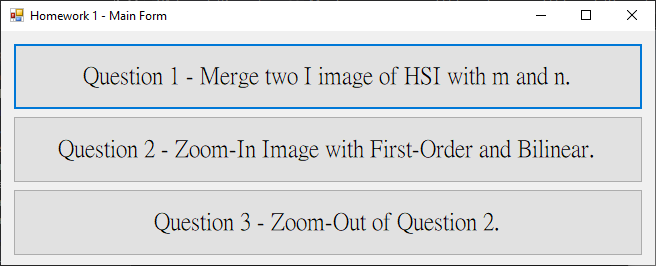 Homework 1 - Main Form
Question 1 - Merge two I image of HSI with m and n.
Question 2 - Zoom-In Image with First-Order and Bilinear.
Question 3 - Zoom-Out of Question 2.